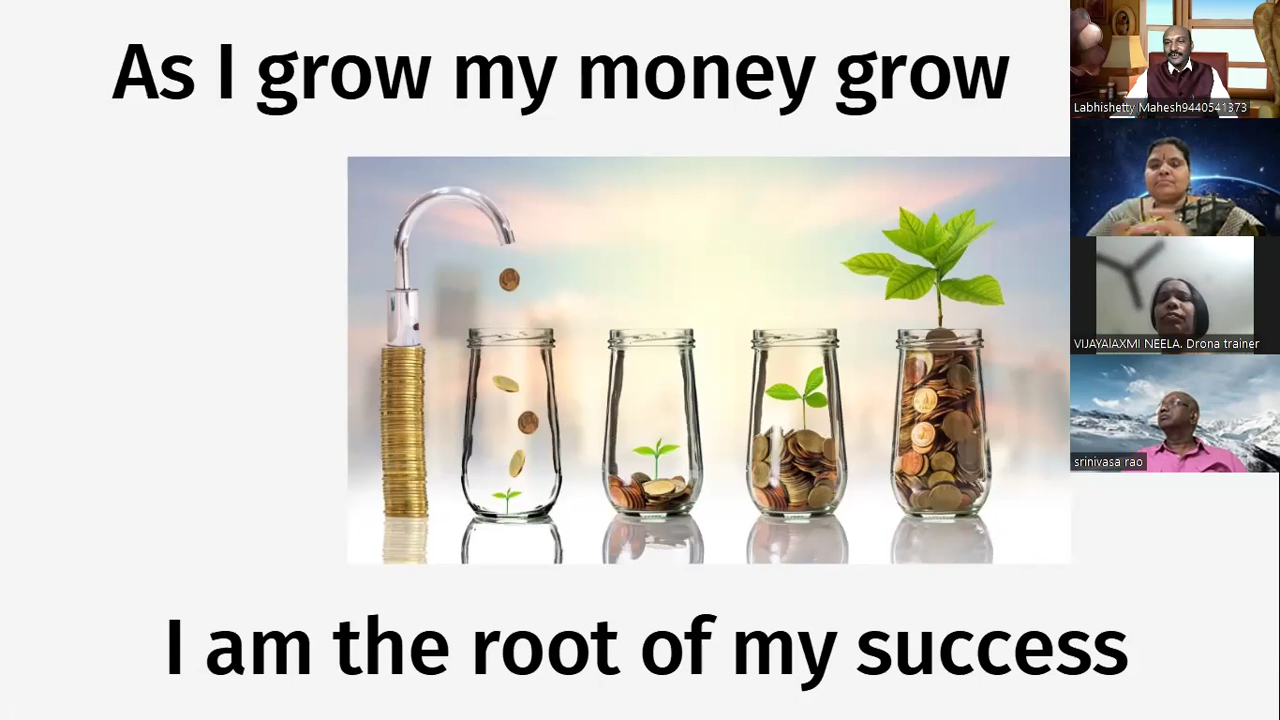 As I grow my money grow
Labhishetty Mahesh9440541373
VIJAYAlAXMI NEELA. Drona trainer
srinivasa rao
I am the root of my success